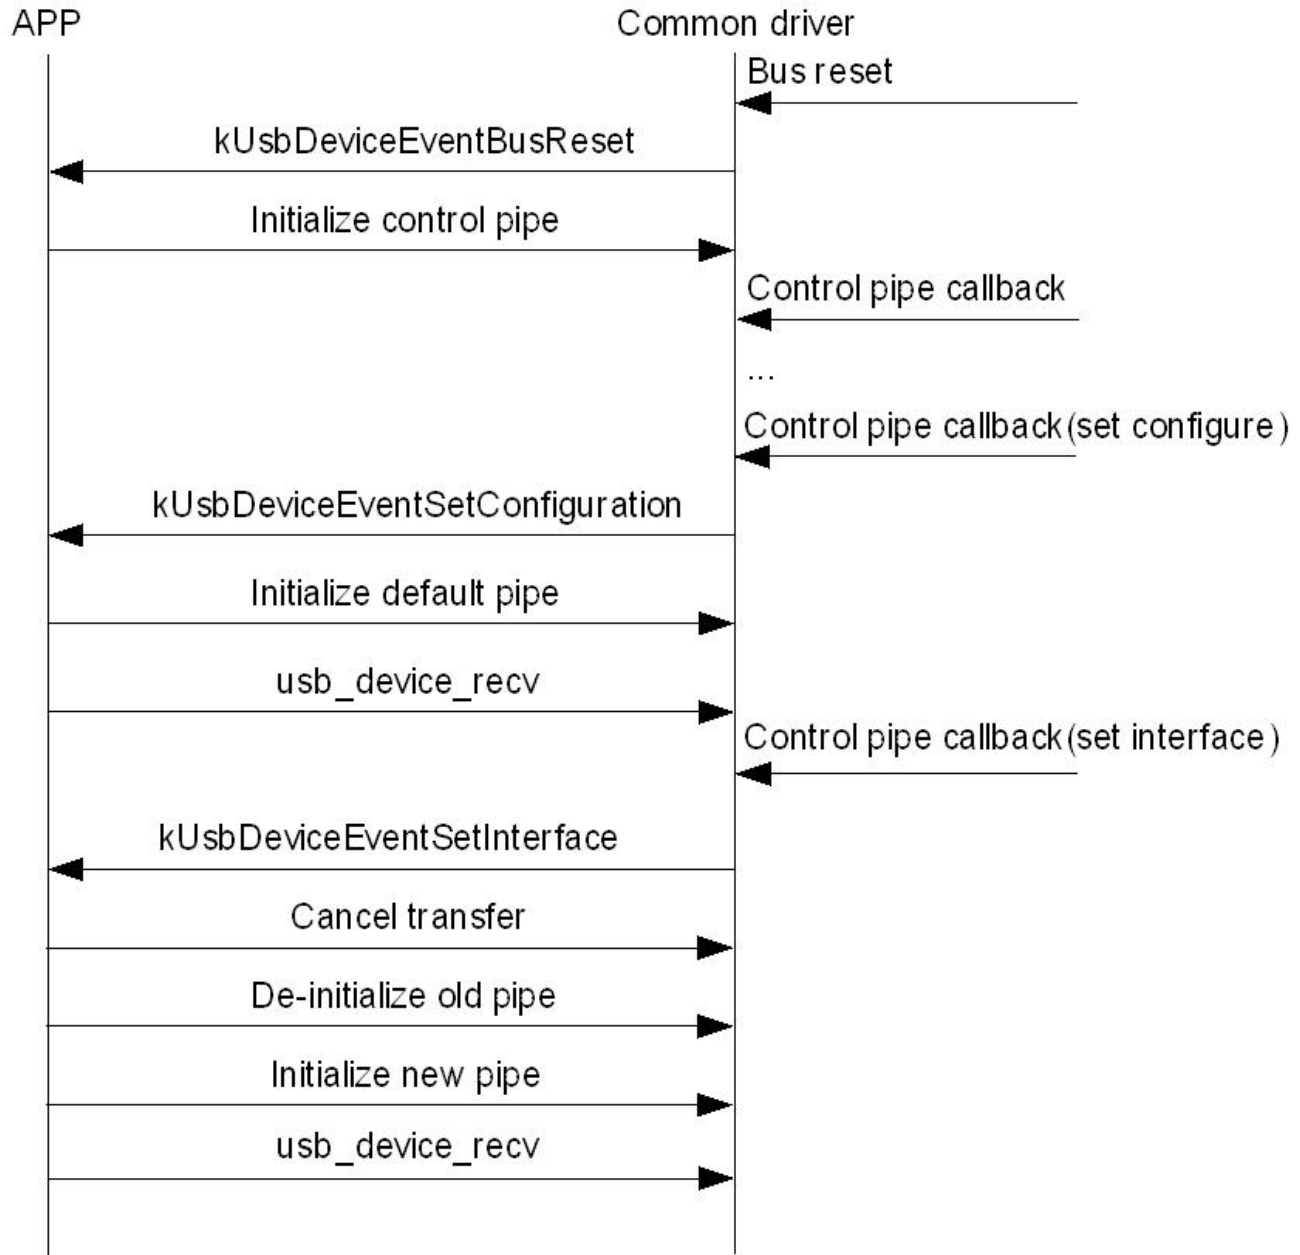 APP
Common driver
Bus reset
kUsbDeviceEventBusReset
Initialize control pipe
Control pipe callback
...
Control pipe callback(set configure)
kUsbDeviceEventSetConfiguration
Initialize default pipe
usb_device_recv
Control pipe callback(set interface)
kUsbDeviceEventSetInterface
Cancel transfer
De-initialize old pipe
Initialize new pipe
usb_device_recv